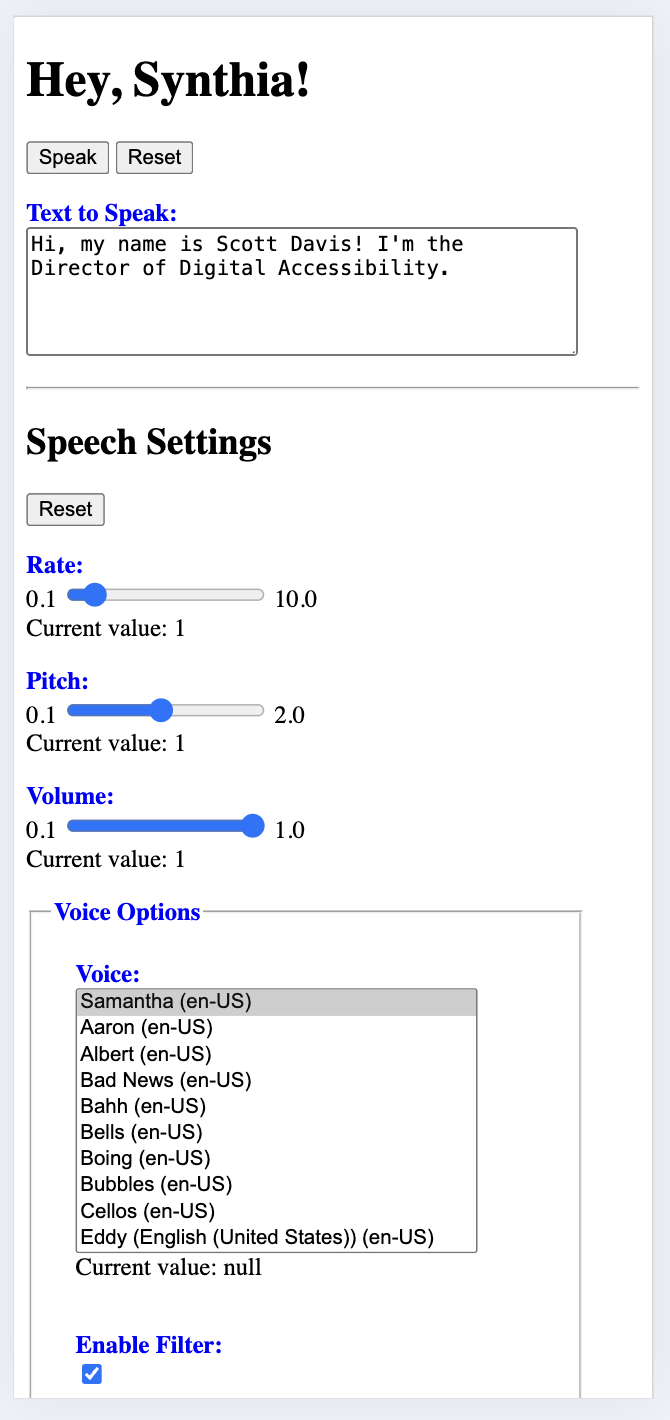 Hey, Synthia!
Speak Reset
Text to Speak:
Hi, my name is Scott Davis! I'm the
Director of Digital Accessibility.
Speech Settings
Reset
Rate:
0.1 10.0
Current value: 1
Pitch:
0.1 2.0
Current value: 1
Volume:
0.1 1.0
Current value: 1
Voice Options
Voice:
Samantha (en-US)
Aaron (en-US)
Albert (en-US)
Bad News (en-US)
Bahh (en-US)
Bells (en-US)
Boing (en-US)
Bubbles (en-US)
Cellos (en-US)
Eddy (English (United States)) (en-US)
Current value: null
Enable Filter: